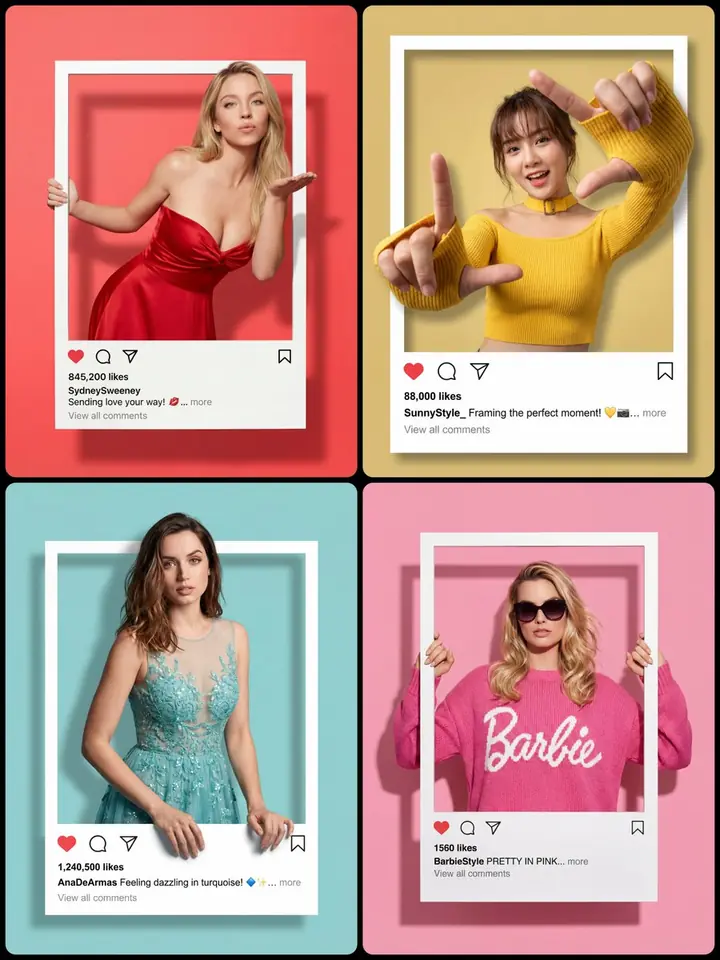 845,200 likes
SydneySweeney
Sending love your way! 💋... more
View all comments
88,000 likes
SunnyStyle_ Framing the perfect moment! 💛📷... more
View all comments
1,240,500 likes
AnaDeArmas Feeling dazzling in turquoise! 🔷✨... more
View all comments
Barbie
1560 likes
BarbieStyle PRETTY IN PINK... more
View all comments